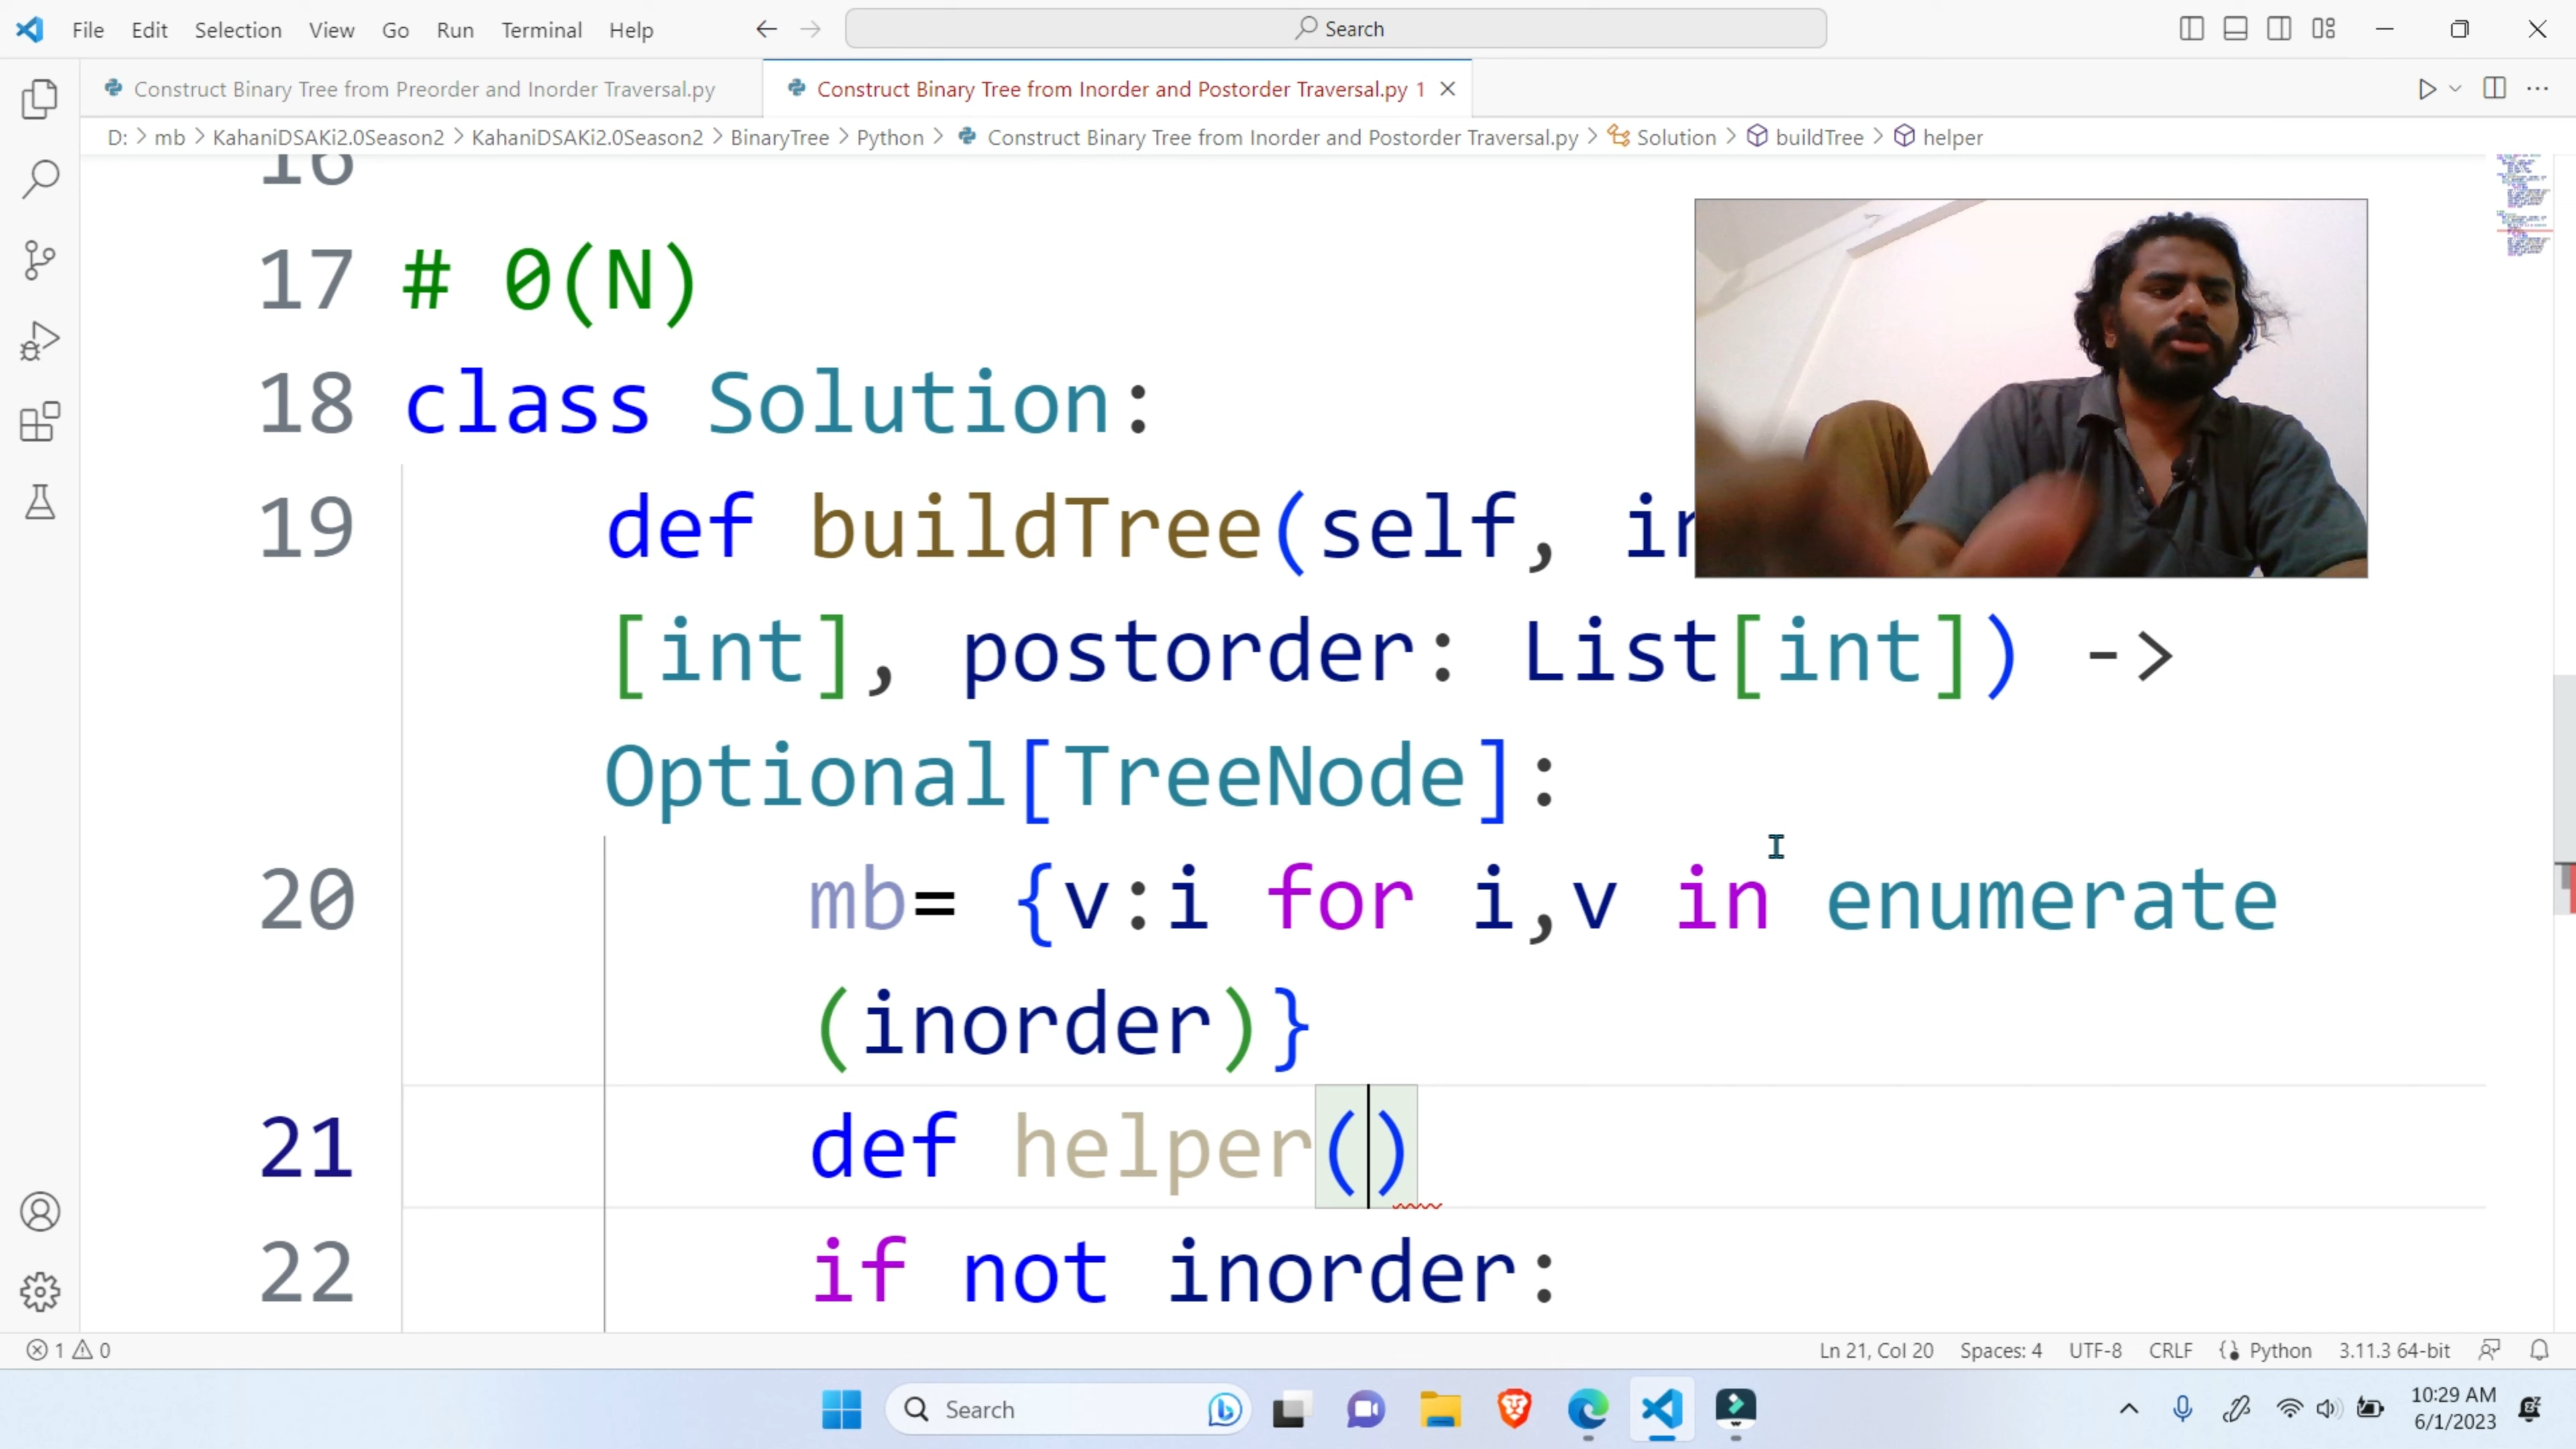 File Edit Selection View Go Run Terminal Help
Search
Construct Binary Tree from Preorder and Inorder Traversal.py
Construct Binary Tree from Inorder and Postorder Traversal.py 1
D: > mb > KahaniDSAKi2.0Season2 > KahaniDSAKi2.0Season2 > BinaryTree > Python > Construct Binary Tree from Inorder and Postorder Traversal.py > Solution > buildTree > helper
16
17 # 0(N)
18 class Solution:
19 def buildTree(self,
[int], postorder: List[int]) ->
Optional[TreeNode]:
20 mb= {v:i for i,v in enumerate
(inorder)}
21 def helper()
22 if not inorder:
1 0
Ln 21, Col 20 Spaces: 4 UTF-8 CRLF Python 3.11.3 64-bit
Search
10:29 AM
6/1/2023